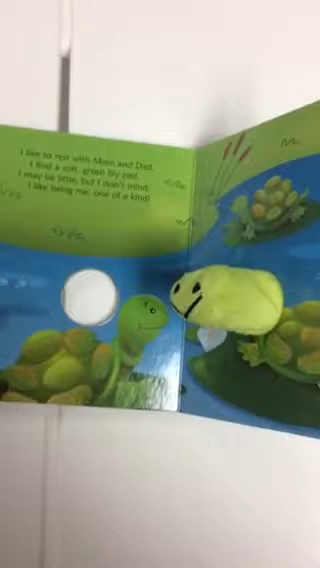 I like to rest with Mom and Dad,
I find a soft, green lily pad.
I may be little, but I don't mind;
I like being me, one of a kind!